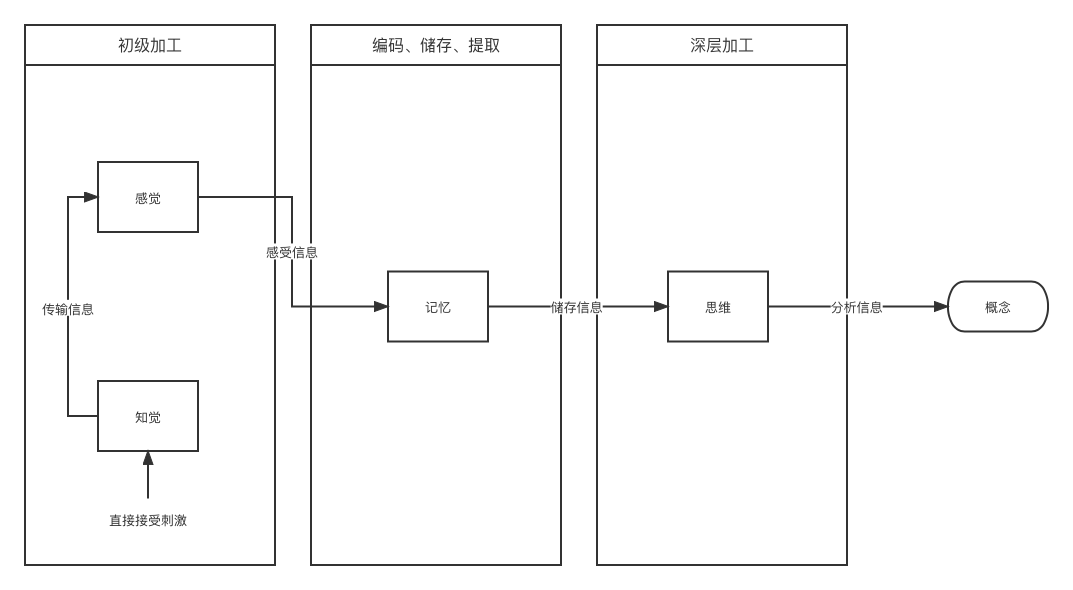 初级加工
编码、储存、提取
深层加工
感觉
感受信息
传输信息
记忆
储存信息
思维
分析信息
概念
知觉
直接接受刺激